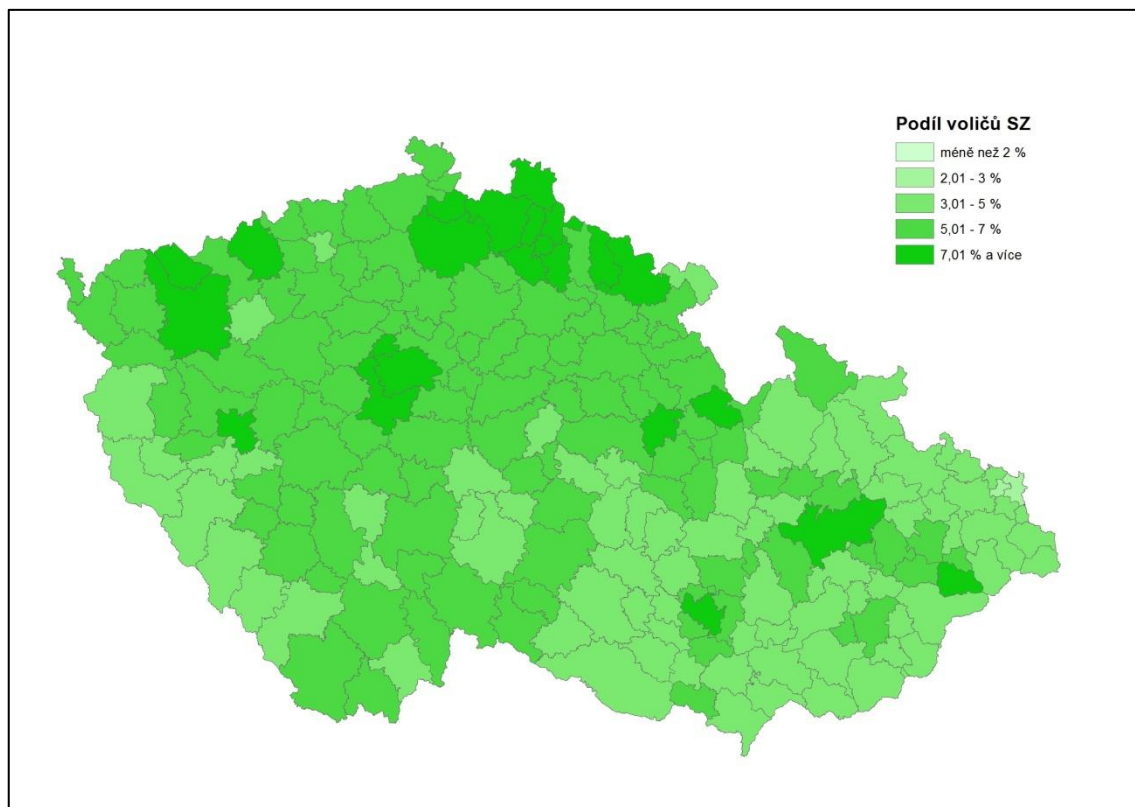 Podíl voličů SZ
méně než 2 %
2,01 - 3 %
3,01 - 5 %
5,01 - 7 %
7,01 % a více